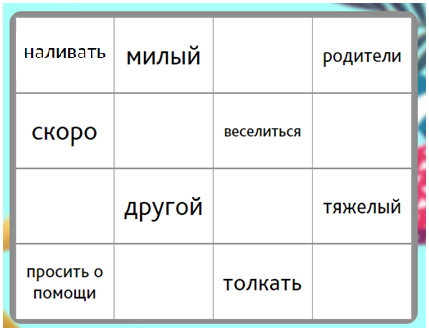 наливать
милый
родители
скоро
веселиться
другой
тяжелый
просить о
помощи
толкать